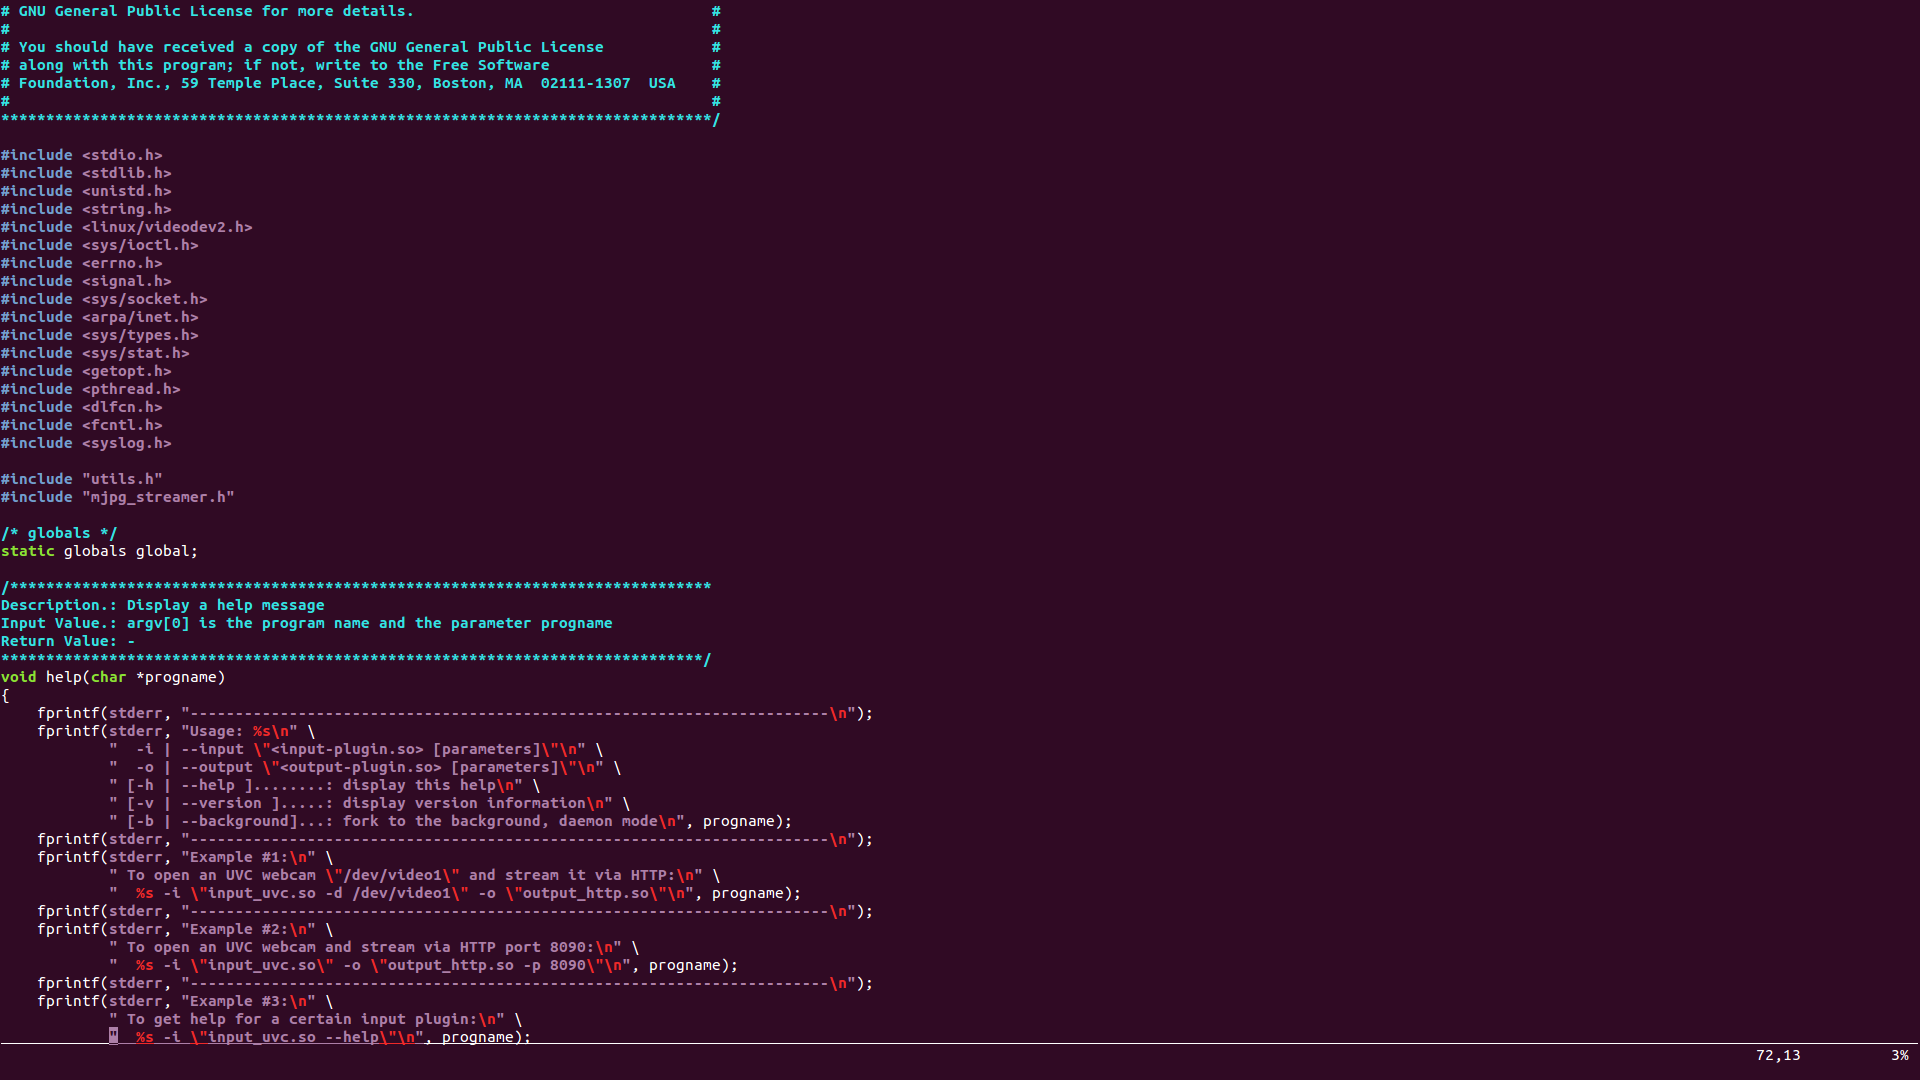 # GNU General Public License for more details.                                 #
#                                                                              #
# You should have received a copy of the GNU General Public License            #
# along with this program; if not, write to the Free Software                  #
# Foundation, Inc., 59 Temple Place, Suite 330, Boston, MA  02111-1307  USA    #
#                                                                              #
*******************************************************************************/

#include <stdio.h>
#include <stdlib.h>
#include <unistd.h>
#include <string.h>
#include <linux/videodev2.h>
#include <sys/ioctl.h>
#include <errno.h>
#include <signal.h>
#include <sys/socket.h>
#include <arpa/inet.h>
#include <sys/types.h>
#include <sys/stat.h>
#include <getopt.h>
#include <pthread.h>
#include <dlfcn.h>
#include <fcntl.h>
#include <syslog.h>

#include "utils.h"
#include "mjpg_streamer.h"

/* globals */
static globals global;

/******************************************************************************
Description.: Display a help message
Input Value.: argv[0] is the program name and the parameter progname
Return Value: -
******************************************************************************/
void help(char *progname)
{
    fprintf(stderr, "-----------------------------------------------------------------------\n");
    fprintf(stderr, "Usage: %s\n" \
            "  -i | --input \"<input-plugin.so> [parameters]\"\n" \
            "  -o | --output \"<output-plugin.so> [parameters]\"\n" \
            " [-h | --help ]........: display this help\n" \
            " [-v | --version ].....: display version information\n" \
            " [-b | --background]...: fork to the background, daemon mode\n", progname);
    fprintf(stderr, "-----------------------------------------------------------------------\n");
    fprintf(stderr, "Example #1:\n" \
            " To open an UVC webcam \"/dev/video1\" and stream it via HTTP:\n" \
            "  %s -i \"input_uvc.so -d /dev/video1\" -o \"output_http.so\"\n", progname);
    fprintf(stderr, "-----------------------------------------------------------------------\n");
    fprintf(stderr, "Example #2:\n" \
            " To open an UVC webcam and stream via HTTP port 8090:\n" \
            "  %s -i \"input_uvc.so\" -o \"output_http.so -p 8090\"\n", progname);
    fprintf(stderr, "-----------------------------------------------------------------------\n");
    fprintf(stderr, "Example #3:\n" \
            " To get help for a certain input plugin:\n" \
            "  %s -i \"input_uvc.so --help\"\n", progname);
72,13 3%